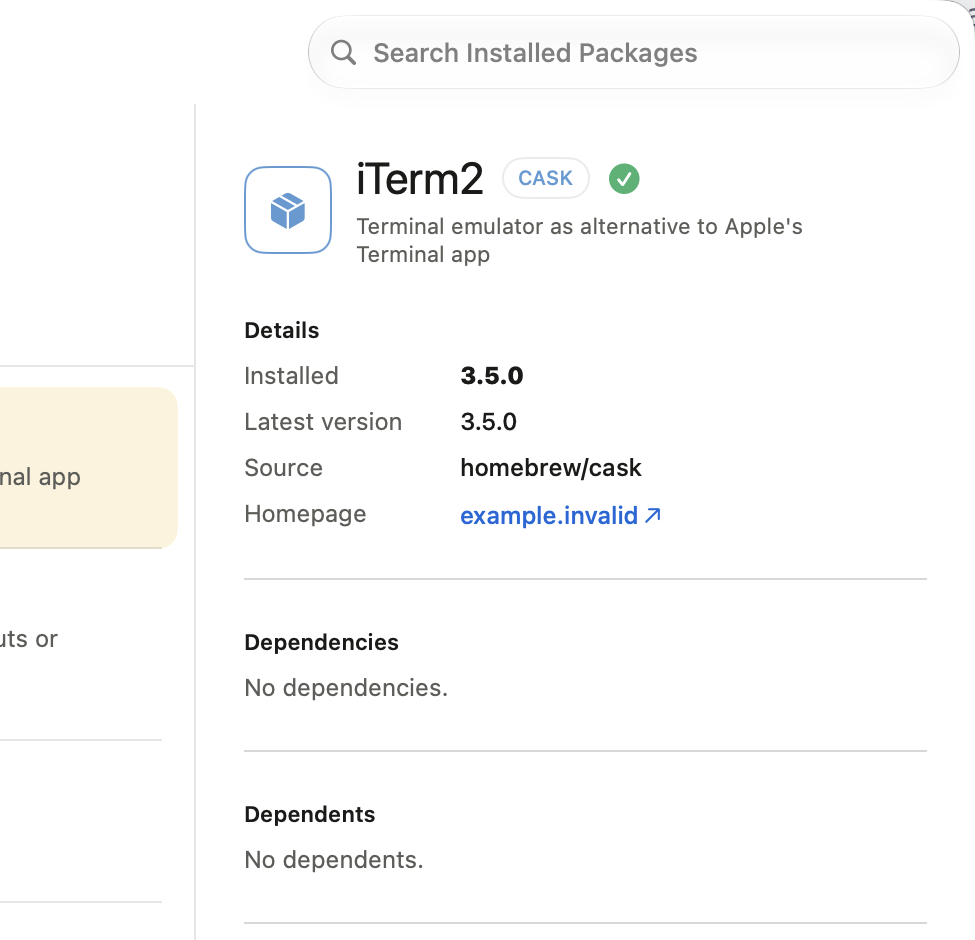 Search Installed Packages
iTerm2 CASK
Terminal emulator as alternative to Apple's
Terminal app
Details
Installed 3.5.0
Latest version 3.5.0
Source homebrew/cask
Homepage example.invalid ↗
nal app
uts or
Dependencies
No dependencies.
Dependents
No dependents.